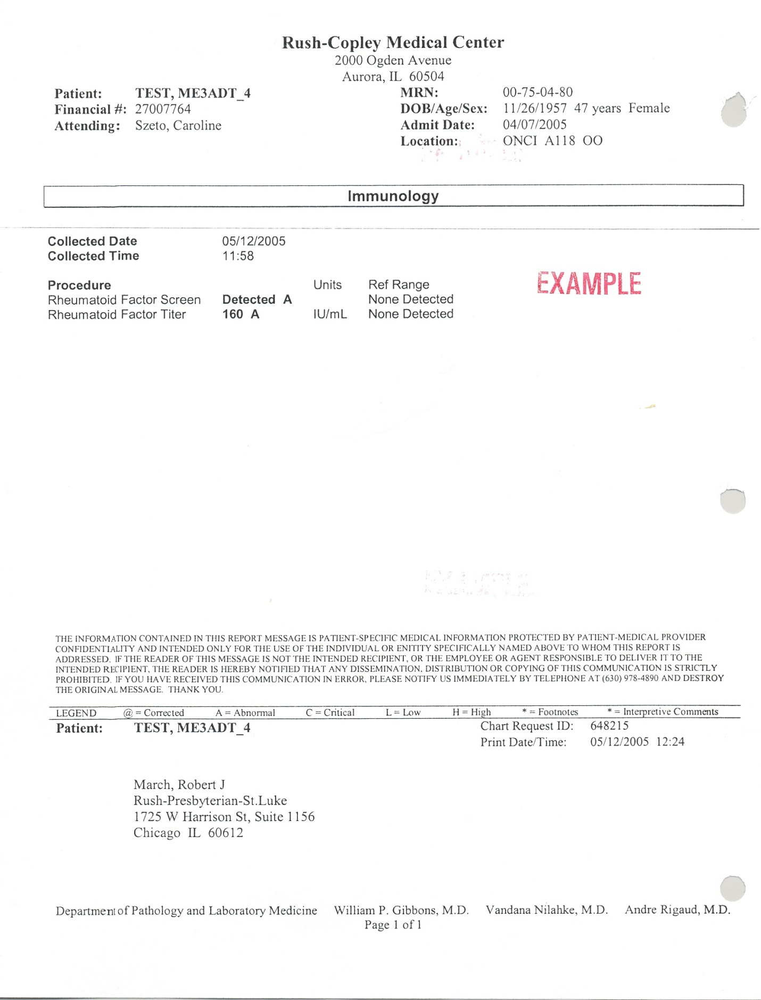 Rush-Copley Medical Center
2000 Ogden Avenue
Aurora, IL 60504
Patient: TEST, ME3ADT_4 MRN: 00-75-04-80
Financial #: 27007764 DOB/Age/Sex: 11/26/1957 47 years Female
Attending: Szeto, Caroline Admit Date: 04/07/2005
Location: ONCI A118 OO
Immunology
Collected Date 05/12/2005
Collected Time 11:58
EXAMPLE
Procedure Units Ref Range
Rheumatoid Factor Screen Detected A None Detected
Rheumatoid Factor Titer 160 A IU/mL None Detected
THE INFORMATION CONTAINED IN THIS REPORT MESSAGE IS PATIENT-SPECIFIC MEDICAL INFORMATION PROTECTED BY PATIENT-MEDICAL PROVIDER
CONFIDENTIALITY AND INTENDED ONLY FOR THE USE OF THE INDIVIDUAL OR ENITITY SPECIFICALLY NAMED ABOVE TO WHOM THIS REPORT IS
ADDRESSED. IF THE READER OF THIS MESSAGE IS NOT THE INTENDED RECIPIENT, OR THE EMPLOYEE OR AGENT RESPONSIBLE TO DELIVER IT TO THE
INTENDED RECIPIENT, THE READER IS HEREBY NOTIFIED THAT ANY DISSEMINATION, DISTRIBUTION OR COPYING OF THIS COMMUNICATION IS STRICTLY
PROHIBITED. IF YOU HAVE RECEIVED THIS COMMUNICATION IN ERROR, PLEASE NOTIFY US IMMEDIATELY BY TELEPHONE AT (630) 978-4890 AND DESTROY
THE ORIGINAL MESSAGE. THANK YOU.
LEGEND @ = Corrected A = Abnormal C = Critical L = Low H = High * = Footnotes * = Interpretive Comments
Patient: TEST, ME3ADT_4 Chart Request ID: 648215
Print Date/Time: 05/12/2005 12:24
March, Robert J
Rush-Presbyterian-St.Luke
1725 W Harrison St, Suite 1156
Chicago IL 60612
Department of Pathology and Laboratory Medicine William P. Gibbons, M.D. Vandana Nilahke, M.D. Andre Rigaud, M.D.
Page 1 of 1